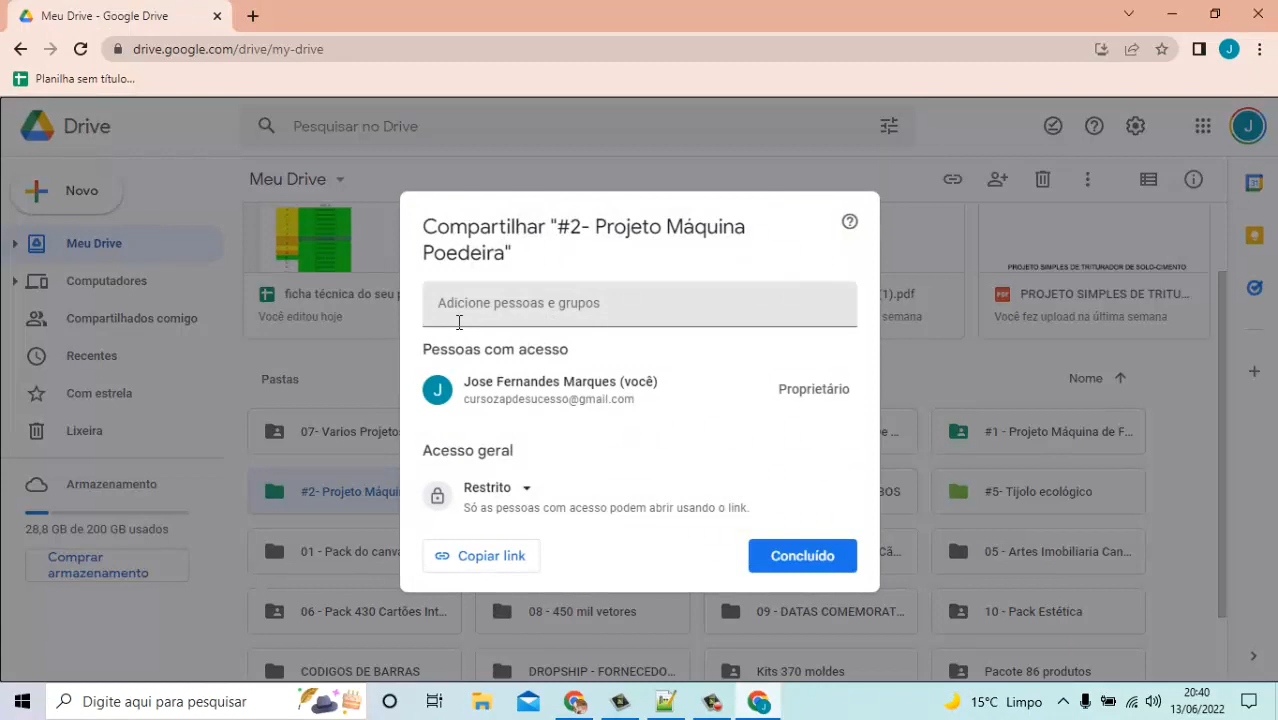 Meu Drive - Google Drive
drive.google.com/drive/my-drive
J
Planilha sem título...
Drive
Pesquisar no Drive
J
Novo
Meu Drive
Meu Drive
Computadores
Compartilhados comigo
Recentes
Com estrela
Lixeira
Armazenamento
28,8 GB de 200 GB usados
Comprar
armazenamento
PROJETO SIMPLES DE TRITURADOR DE SOLO-CIMENTO
ficha técnica do seu p
(1).pdf
PDF
PROJETO SIMPLES DE TRITU...
Você editou hoje
semana
Você fez upload na última semana
Pastas
Nome
07- Varios Projetos
e ...
#1 - Projeto Máquina de F...
#2- Projeto Máqui
BOS
#5- Tijolo ecológico
01 - Pack do canva
Cã...
05 - Artes Imobiliaria Can...
06 - Pack 430 Cartões Int...
08 - 450 mil vetores
09 - DATAS COMEMORAT...
10 - Pack Estética
CODIGOS DE BARRAS
DROPSHIP - FORNECEDO...
Kits 370 moldes
Pacote 86 produtos
Compartilhar "#2- Projeto Máquina
Poedeira"
Adicione pessoas e grupos
Pessoas com acesso
J
Jose Fernandes Marques (você)
cursozapdesucesso@gmail.com
Proprietário
Acesso geral
Restrito
Só as pessoas com acesso podem abrir usando o link.
Copiar link
Concluído
Digite aqui para pesquisar
15°C Limpo
20:40
13/06/2022